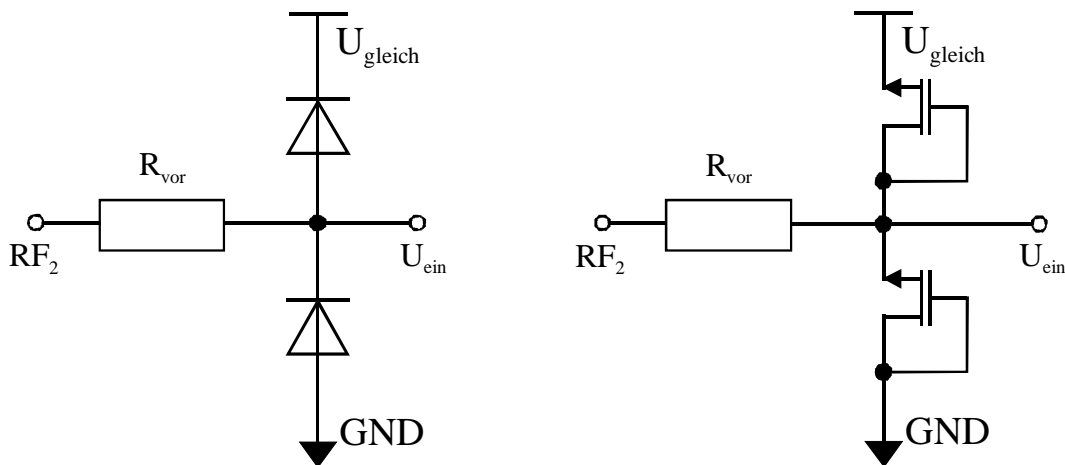 U_gleich
R_vor
RF_2
U_ein
GND
U_gleich
R_vor
RF_2
U_ein
GND